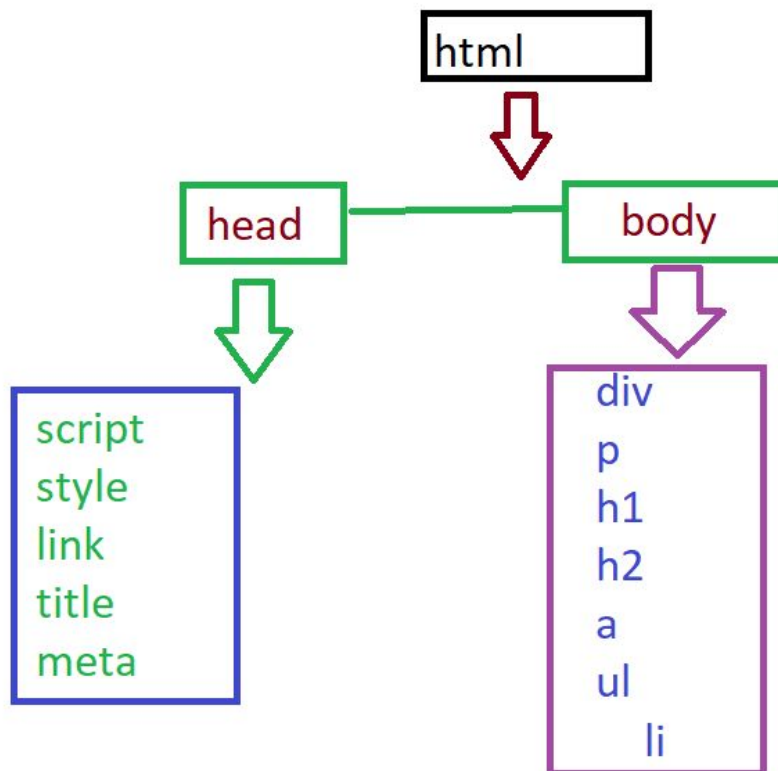 html
head
body
script
style
link
title
meta
div
p
h1
h2
a
ul
li